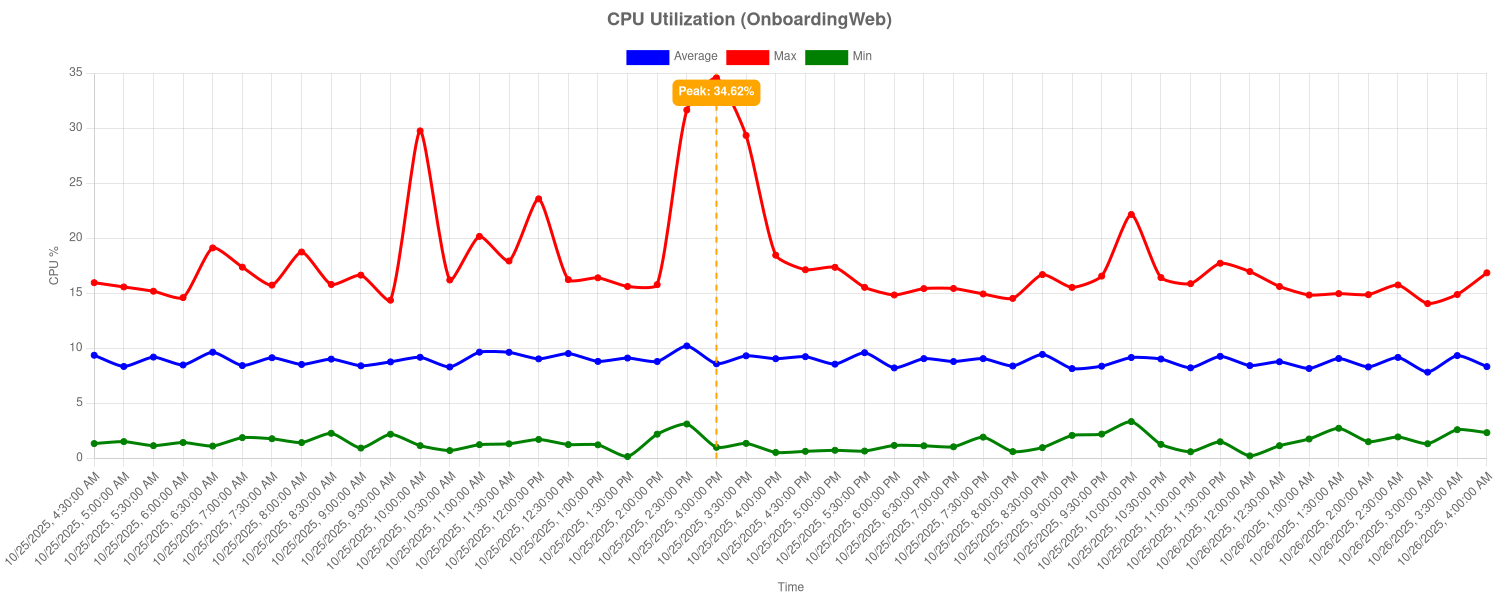 CPU Utilization (OnboardingWeb)
Average Max Min
Peak: 34.62%
35
30
25
20
15
10
5
0
CPU %
10/25/2025, 4:30:00 AM
10/25/2025, 5:00:00 AM
10/25/2025, 5:30:00 AM
10/25/2025, 6:00:00 AM
10/25/2025, 6:30:00 AM
10/25/2025, 7:00:00 AM
10/25/2025, 7:30:00 AM
10/25/2025, 8:00:00 AM
10/25/2025, 8:30:00 AM
10/25/2025, 9:00:00 AM
10/25/2025, 9:30:00 AM
10/25/2025, 10:00:00 AM
10/25/2025, 10:30:00 AM
10/25/2025, 11:00:00 AM
10/25/2025, 11:30:00 AM
10/25/2025, 12:00:00 PM
10/25/2025, 12:30:00 PM
10/25/2025, 1:00:00 PM
10/25/2025, 1:30:00 PM
10/25/2025, 2:00:00 PM
10/25/2025, 2:30:00 PM
10/25/2025, 3:00:00 PM
10/25/2025, 3:30:00 PM
10/25/2025, 4:00:00 PM
10/25/2025, 4:30:00 PM
10/25/2025, 5:00:00 PM
10/25/2025, 5:30:00 PM
10/25/2025, 6:00:00 PM
10/25/2025, 6:30:00 PM
10/25/2025, 7:00:00 PM
10/25/2025, 7:30:00 PM
10/25/2025, 8:00:00 PM
10/25/2025, 8:30:00 PM
10/25/2025, 9:00:00 PM
10/25/2025, 9:30:00 PM
10/25/2025, 10:00:00 PM
10/25/2025, 10:30:00 PM
10/25/2025, 11:00:00 PM
10/25/2025, 11:30:00 PM
10/26/2025, 12:00:00 AM
10/26/2025, 12:30:00 AM
10/26/2025, 1:00:00 AM
10/26/2025, 1:30:00 AM
10/26/2025, 2:00:00 AM
10/26/2025, 2:30:00 AM
10/26/2025, 3:00:00 AM
10/26/2025, 3:30:00 AM
10/26/2025, 4:00:00 AM
Time